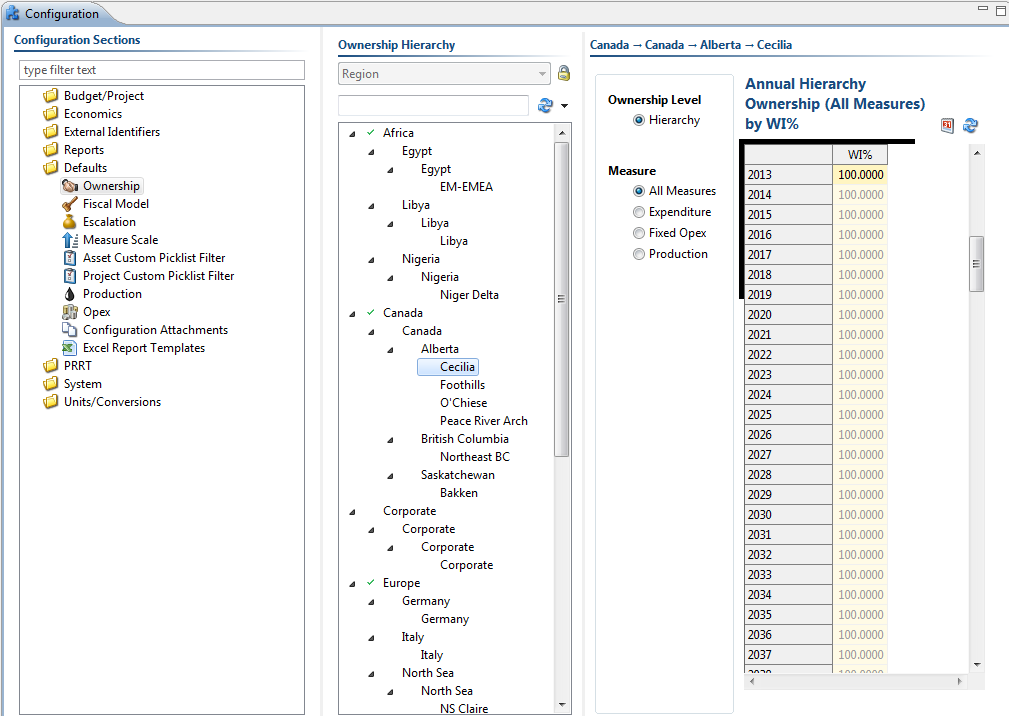 Configuration
Configuration Sections
type filter text
Budget/Project
Economics
External Identifiers
Reports
Defaults
Ownership
Fiscal Model
Escalation
Measure Scale
Asset Custom Picklist Filter
Project Custom Picklist Filter
Production
Opex
Configuration Attachments
Excel Report Templates
PRRT
System
Units/Conversions
Ownership Hierarchy
Region
Africa
Egypt
Egypt
EM-EMEA
Libya
Libya
Libya
Nigeria
Nigeria
Niger Delta
Canada
Canada
Alberta
Cecilia
Foothills
O'Chiese
Peace River Arch
British Columbia
Northeast BC
Saskatchewan
Bakken
Corporate
Corporate
Corporate
Corporate
Europe
Germany
Germany
Italy
Italy
North Sea
North Sea
NS Claire
Canada → Canada → Alberta → Cecilia
Ownership Level
Hierarchy
Measure
All Measures
Expenditure
Fixed Opex
Production
Annual Hierarchy
Ownership (All Measures)
by WI%
31
WI%
2013 100.0000
2014 100.0000
2015 100.0000
2016 100.0000
2017 100.0000
2018 100.0000
2019 100.0000
2020 100.0000
2021 100.0000
2022 100.0000
2023 100.0000
2024 100.0000
2025 100.0000
2026 100.0000
2027 100.0000
2028 100.0000
2029 100.0000
2030 100.0000
2031 100.0000
2032 100.0000
2033 100.0000
2034 100.0000
2035 100.0000
2036 100.0000
2037 100.0000